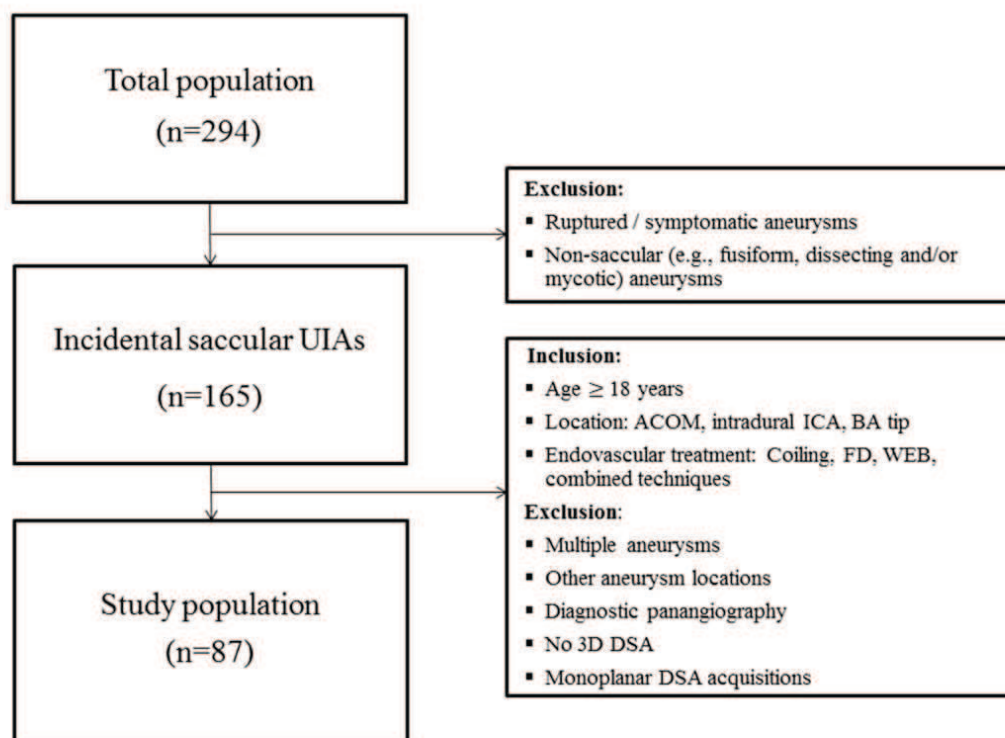 Total population
(n=294)
Exclusion:
▪ Ruptured / symptomatic aneurysms
▪ Non-saccular (e.g., fusiform, dissecting and/or
mycotic) aneurysms
Incidental saccular UIAs
(n=165)
Inclusion:
▪ Age ≥ 18 years
▪ Location: ACOM, intradural ICA, BA tip
▪ Endovascular treatment: Coiling, FD, WEB,
combined techniques
Exclusion:
▪ Multiple aneurysms
▪ Other aneurysm locations
▪ Diagnostic panangiography
▪ No 3D DSA
▪ Monoplanar DSA acquisitions
Study population
(n=87)